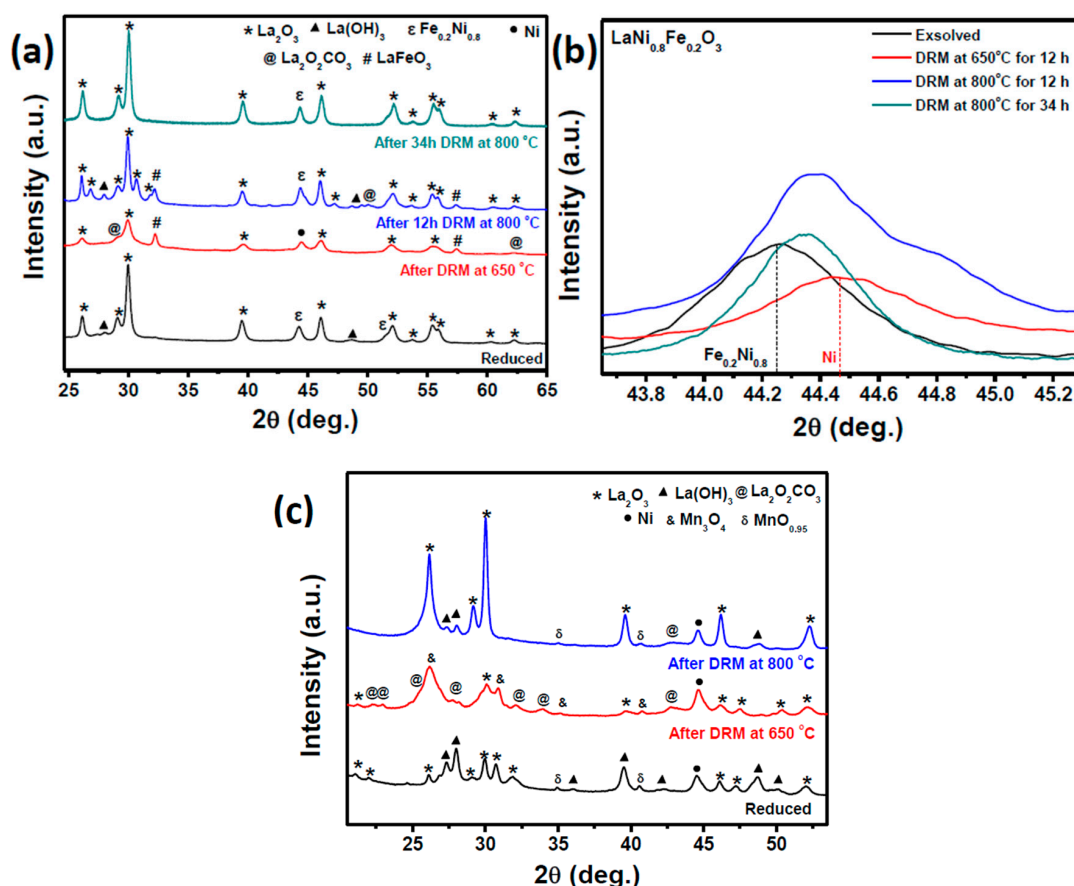 (a)
* La₂O₃ ▲ La(OH)₃ ε Fe₀.₂Ni₀.₈ ● Ni
@ La₂O₂CO₃ # LaFeO₃
After 34h DRM at 800 °C
After 12h DRM at 800 °C
After DRM at 650 °C
Reduced
Intensity (a.u.)
25 30 35 40 45 50 55 60 65
2θ (deg.)
(b)
LaNi₀.₈Fe₀.₂O₃
Exsolved
DRM at 650°C for 12 h
DRM at 800°C for 12 h
DRM at 800°C for 34 h
Fe₀.₂Ni₀.₈
Ni
Intensity (a.u.)
43.8 44.0 44.2 44.4 44.6 44.8 45.0 45.2
2θ (deg.)
(c)
* La₂O₃ ▲ La(OH)₃ @ La₂O₂CO₃
● Ni & Mn₃O₄ δ MnO₀.₉₅
After DRM at 800 °C
After DRM at 650 °C
Reduced
Intensity (a.u.)
25 30 35 40 45 50
2θ (deg.)